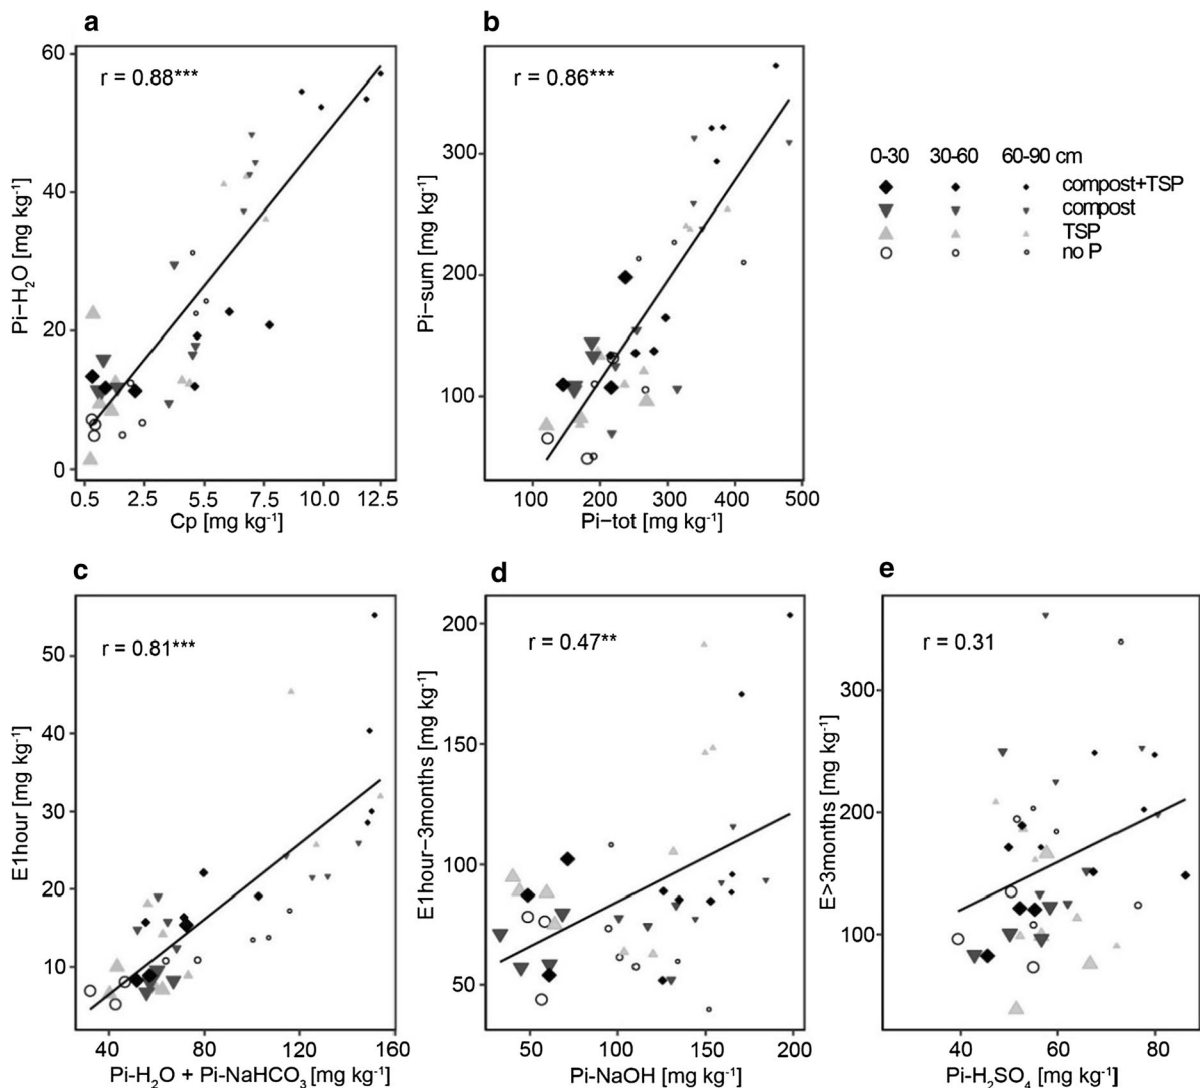 a
r = 0.88***
Pi−H₂O [mg kg⁻¹]
60
40
20
0
0.5 2.5 5.5 7.5 10.0 12.5
Cp [mg kg⁻¹]
b
r = 0.86***
Pi−sum [mg kg⁻¹]
300
200
100
100 200 300 400 500
Pi−tot [mg kg⁻¹]
0-30 30-60 60-90 cm
compost+TSP
compost
TSP
no P
c
r = 0.81***
E1hour [mg kg⁻¹]
50
40
30
20
10
40 80 120 160
Pi-H₂O + Pi-NaHCO₃ [mg kg⁻¹]
d
r = 0.47**
E1hour−3months [mg kg⁻¹]
200
150
100
50
50 100 150 200
Pi-NaOH [mg kg⁻¹]
e
r = 0.31
E>3months [mg kg⁻¹]
300
200
100
40 60 80
Pi-H₂SO₄ [mg kg⁻¹]